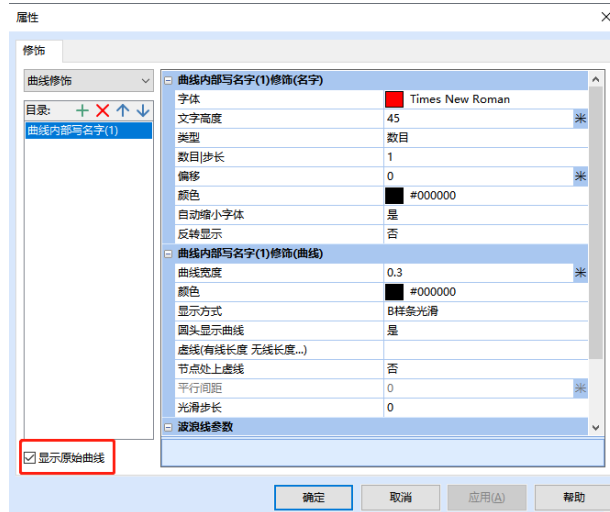 属性
修饰
曲线修饰
目录:
曲线内部写名字(1)
曲线内部写名字(1)修饰(名字)
字体 Times New Roman
文字高度 45 米
类型 数目
数目|步长 1
偏移 0 米
颜色 #000000
自动缩小字体 是
反转显示 否
曲线内部写名字(1)修饰(曲线)
曲线宽度 0.3 米
颜色 #000000
显示方式 B样条光滑
圆头显示曲线 是
虚线(有线长度 无线长度...)
节点处上虚线 否
平行间距 0 米
光滑步长 0
波浪线参数
显示原始曲线
确定 取消 应用(A) 帮助